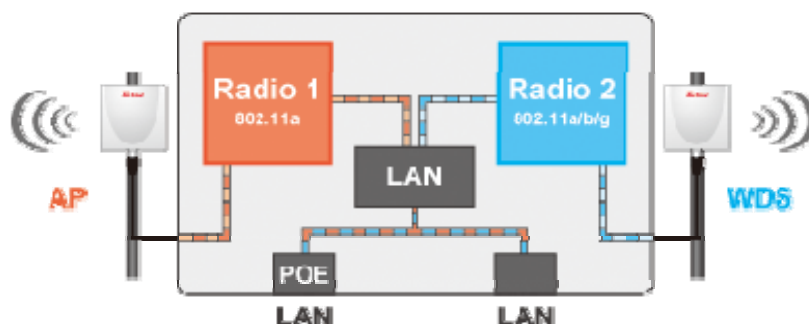 Radio 1
802.11a
Radio 2
802.11a/b/g
LAN
AP
WDS
POE
LAN
LAN